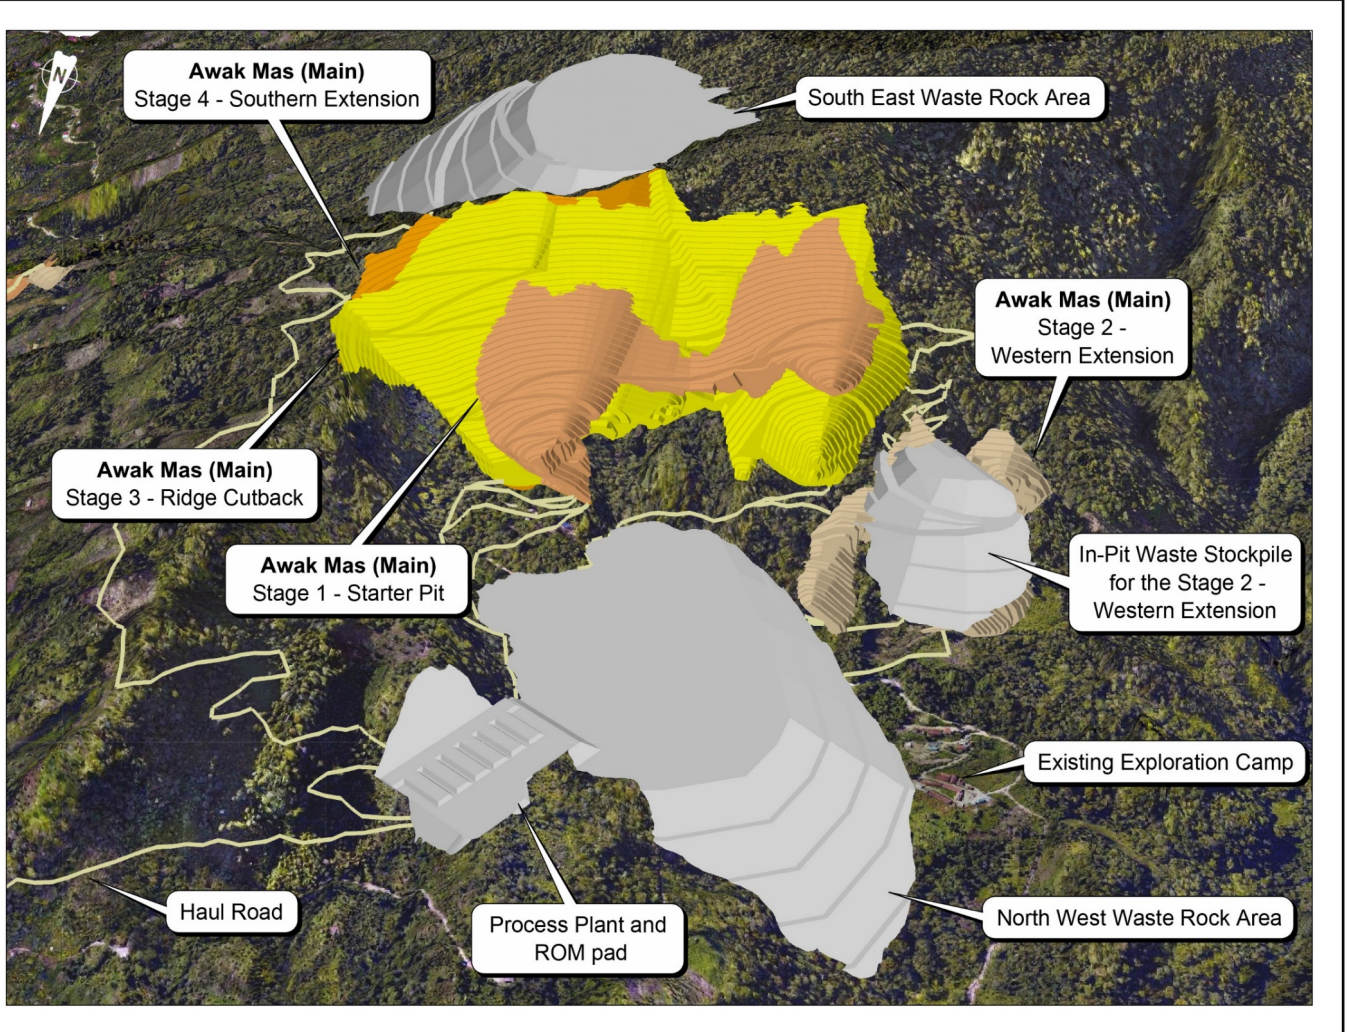 N
Awak Mas (Main)
Stage 4 - Southern Extension
South East Waste Rock Area
Awak Mas (Main)
Stage 2 -
Western Extension
Awak Mas (Main)
Stage 3 - Ridge Cutback
Awak Mas (Main)
Stage 1 - Starter Pit
In-Pit Waste Stockpile
for the Stage 2 -
Western Extension
Existing Exploration Camp
Haul Road
Process Plant and
ROM pad
North West Waste Rock Area